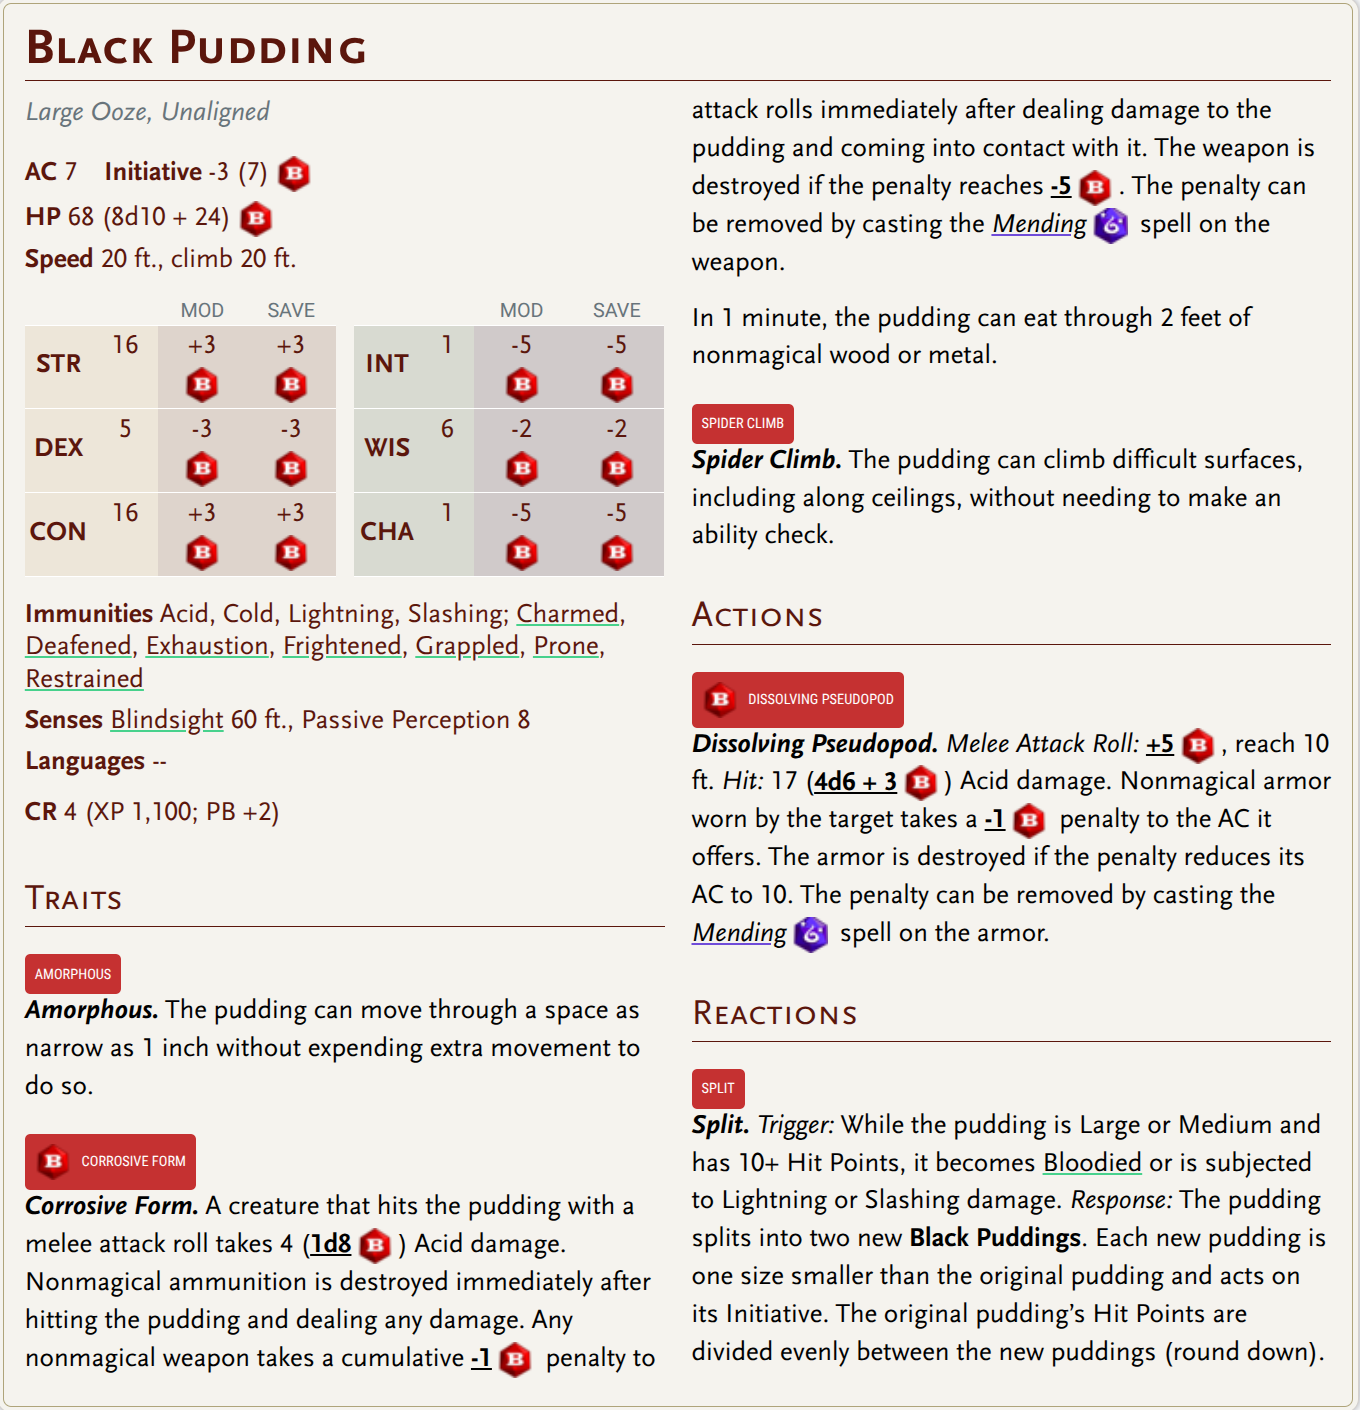 Black Pudding
Large Ooze, Unaligned
AC 7 Initiative -3 (7) B
HP 68 (8d10 + 24) B
Speed 20 ft., climb 20 ft.
MOD SAVE MOD SAVE
STR 16 +3 +3 INT 1 -5 -5
B B B B
DEX 5 -3 -3 WIS 6 -2 -2
B B B B
CON 16 +3 +3 CHA 1 -5 -5
B B B B
Immunities Acid, Cold, Lightning, Slashing; Charmed,
Deafened, Exhaustion, Frightened, Grappled, Prone,
Restrained
Senses Blindsight 60 ft., Passive Perception 8
Languages --
CR 4 (XP 1,100; PB +2)
Traits
AMORPHOUS
Amorphous. The pudding can move through a space as
narrow as 1 inch without expending extra movement to
do so.
B CORROSIVE FORM
Corrosive Form. A creature that hits the pudding with a
melee attack roll takes 4 (1d8 B ) Acid damage.
Nonmagical ammunition is destroyed immediately after
hitting the pudding and dealing any damage. Any
nonmagical weapon takes a cumulative -1 B penalty to
attack rolls immediately after dealing damage to the
pudding and coming into contact with it. The weapon is
destroyed if the penalty reaches -5 B . The penalty can
be removed by casting the Mending spell on the
weapon.
In 1 minute, the pudding can eat through 2 feet of
nonmagical wood or metal.
SPIDER CLIMB
Spider Climb. The pudding can climb difficult surfaces,
including along ceilings, without needing to make an
ability check.
Actions
B DISSOLVING PSEUDOPOD
Dissolving Pseudopod. Melee Attack Roll: +5 B , reach 10
ft. Hit: 17 (4d6 + 3 B ) Acid damage. Nonmagical armor
worn by the target takes a -1 B penalty to the AC it
offers. The armor is destroyed if the penalty reduces its
AC to 10. The penalty can be removed by casting the
Mending spell on the armor.
Reactions
SPLIT
Split. Trigger: While the pudding is Large or Medium and
has 10+ Hit Points, it becomes Bloodied or is subjected
to Lightning or Slashing damage. Response: The pudding
splits into two new Black Puddings. Each new pudding is
one size smaller than the original pudding and acts on
its Initiative. The original pudding’s Hit Points are
divided evenly between the new puddings (round down).